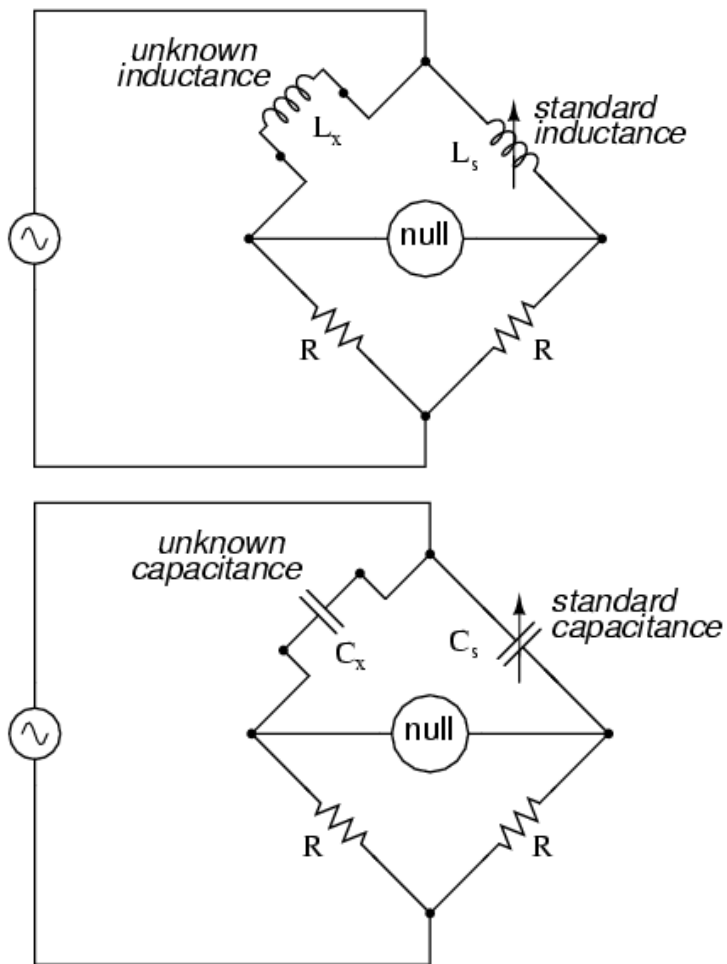 unknown
inductance
standard
inductance
Lx
Ls
null
R
R
unknown
capacitance
standard
capacitance
Cx
Cs
null
R
R